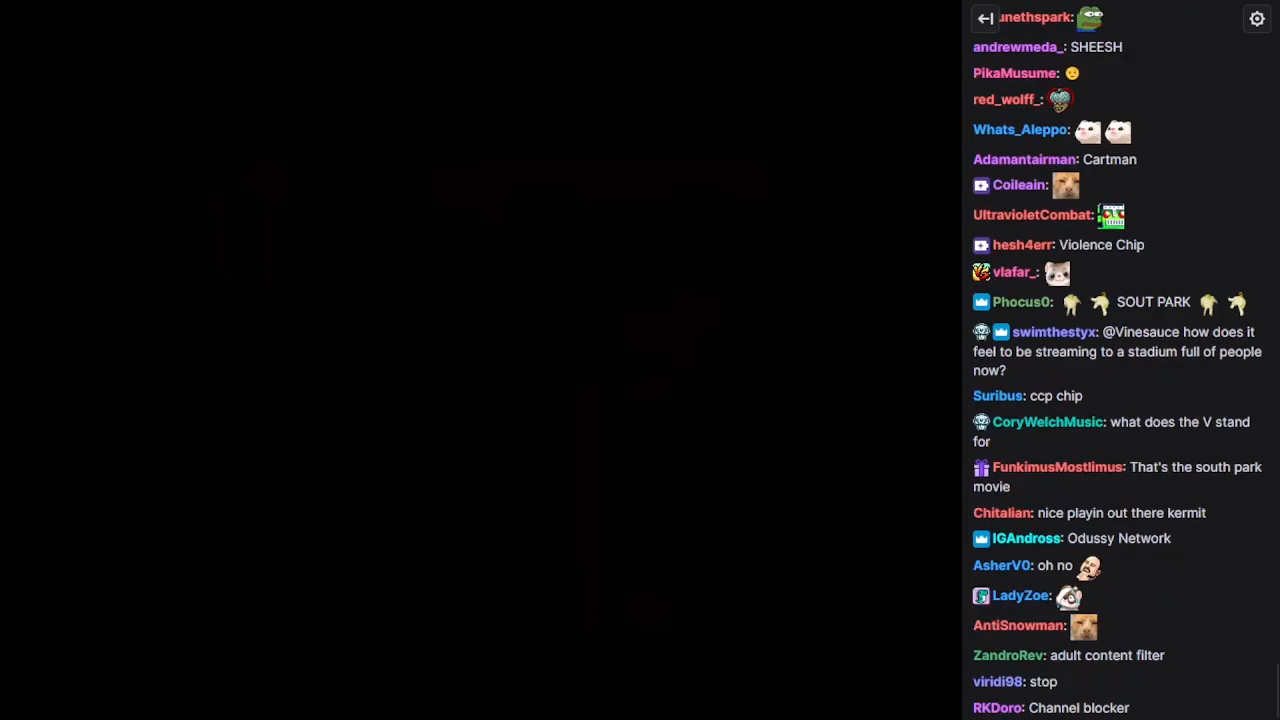 unethspark:
andrewmeda_: SHEESH
PikaMusume:
red_wolff_:
Whats_Aleppo:
Adamantairman: Cartman
Coileain:
UltravioletCombat:
hesh4err: Violence Chip
vlafar_:
Phocus0: SOUT PARK
swimthestyx: @Vinesauce how does it
feel to be streaming to a stadium full of people
now?
Suribus: ccp chip
CoryWelchMusic: what does the V stand
for
FunkimusMostlimus: That's the south park
movie
Chitalian: nice playin out there kermit
IGAndross: Odussy Network
AsherV0: oh no
LadyZoe:
AntiSnowman:
ZandroRev: adult content filter
viridi98: stop
RKDoro: Channel blocker